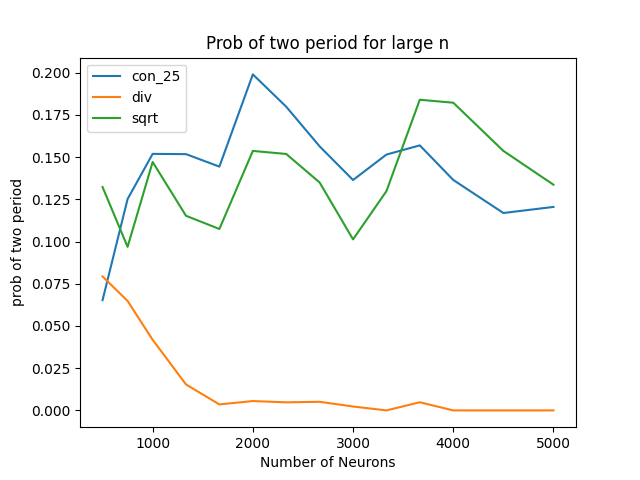 Prob of two period for large n
con_25
div
sqrt
prob of two period
0.200
0.175
0.150
0.125
0.100
0.075
0.050
0.025
0.000
1000
2000
3000
4000
5000
Number of Neurons